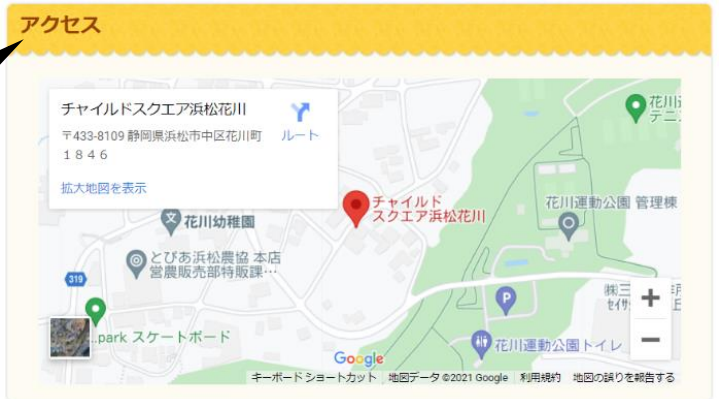 アクセス
チャイルドスクエア浜松花川
ルート
〒433-8109 静岡県浜松市中区花川町
１８４６
拡大地図を表示
チャイルド
スクエア浜松花川
花川運動公園 管理棟
花川幼稚園
とぴあ浜松農協 本店
営農販売部特販課…
319
P
park スケートボード
花川運動公園トイレ
+
−
Google
キーボード ショートカット 地図データ ©2021 Google 利用規約 地図の誤りを報告する